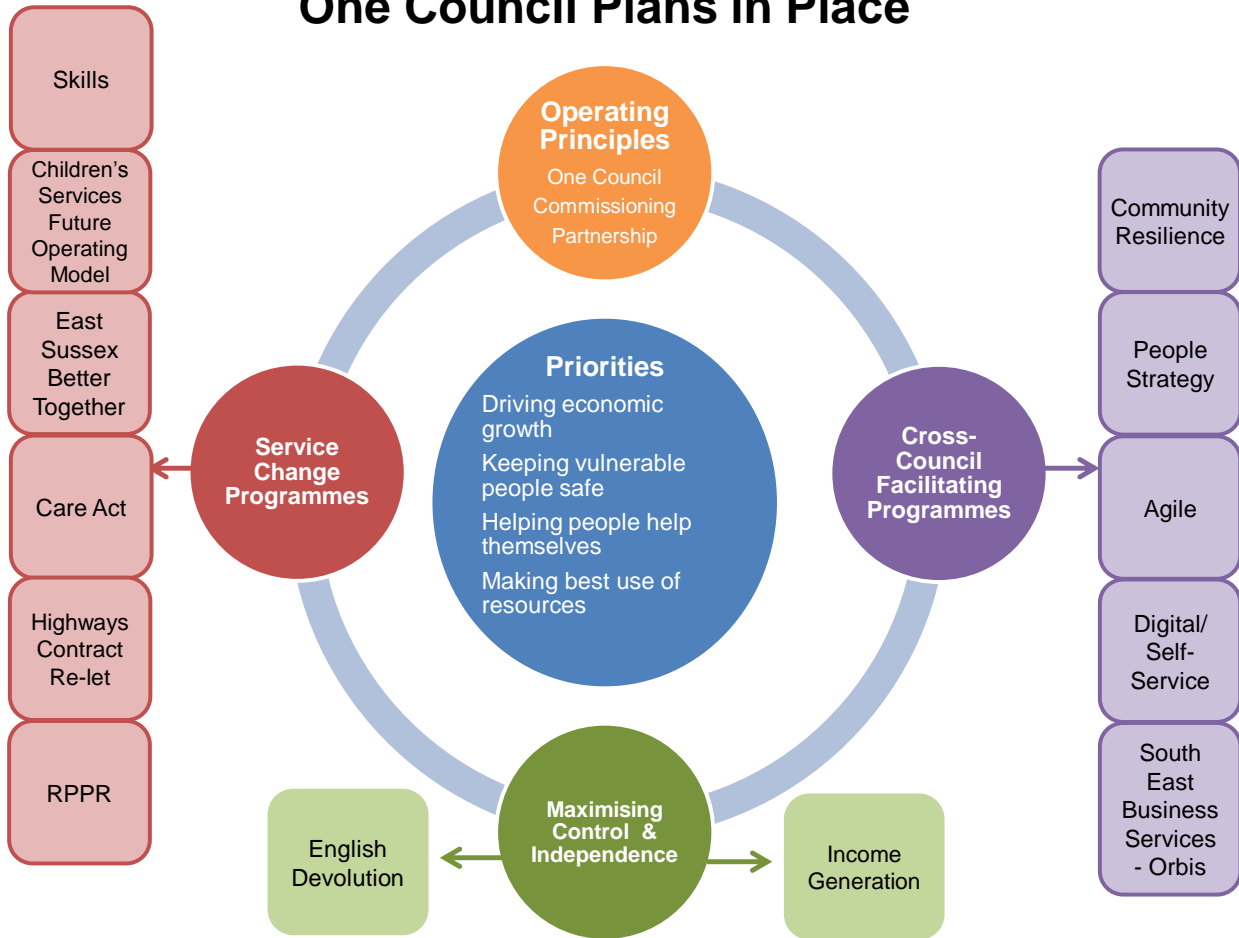 One Council Plans in Place
Skills
Children's
Services
Future
Operating
Model
East
Sussex
Better
Together
Care Act
Highways
Contract
Re-let
RPPR
Operating
Principles
One Council
Commissioning
Partnership
Service
Change
Programmes
Priorities
Driving economic
growth
Keeping vulnerable
people safe
Helping people help
themselves
Making best use of
resources
Cross-
Council
Facilitating
Programmes
Maximising
Control & 
Independence
English
Devolution
Income
Generation
Community
Resilience
People
Strategy
Agile
Digital/
Self-
Service
South
East
Business
Services
- Orbis